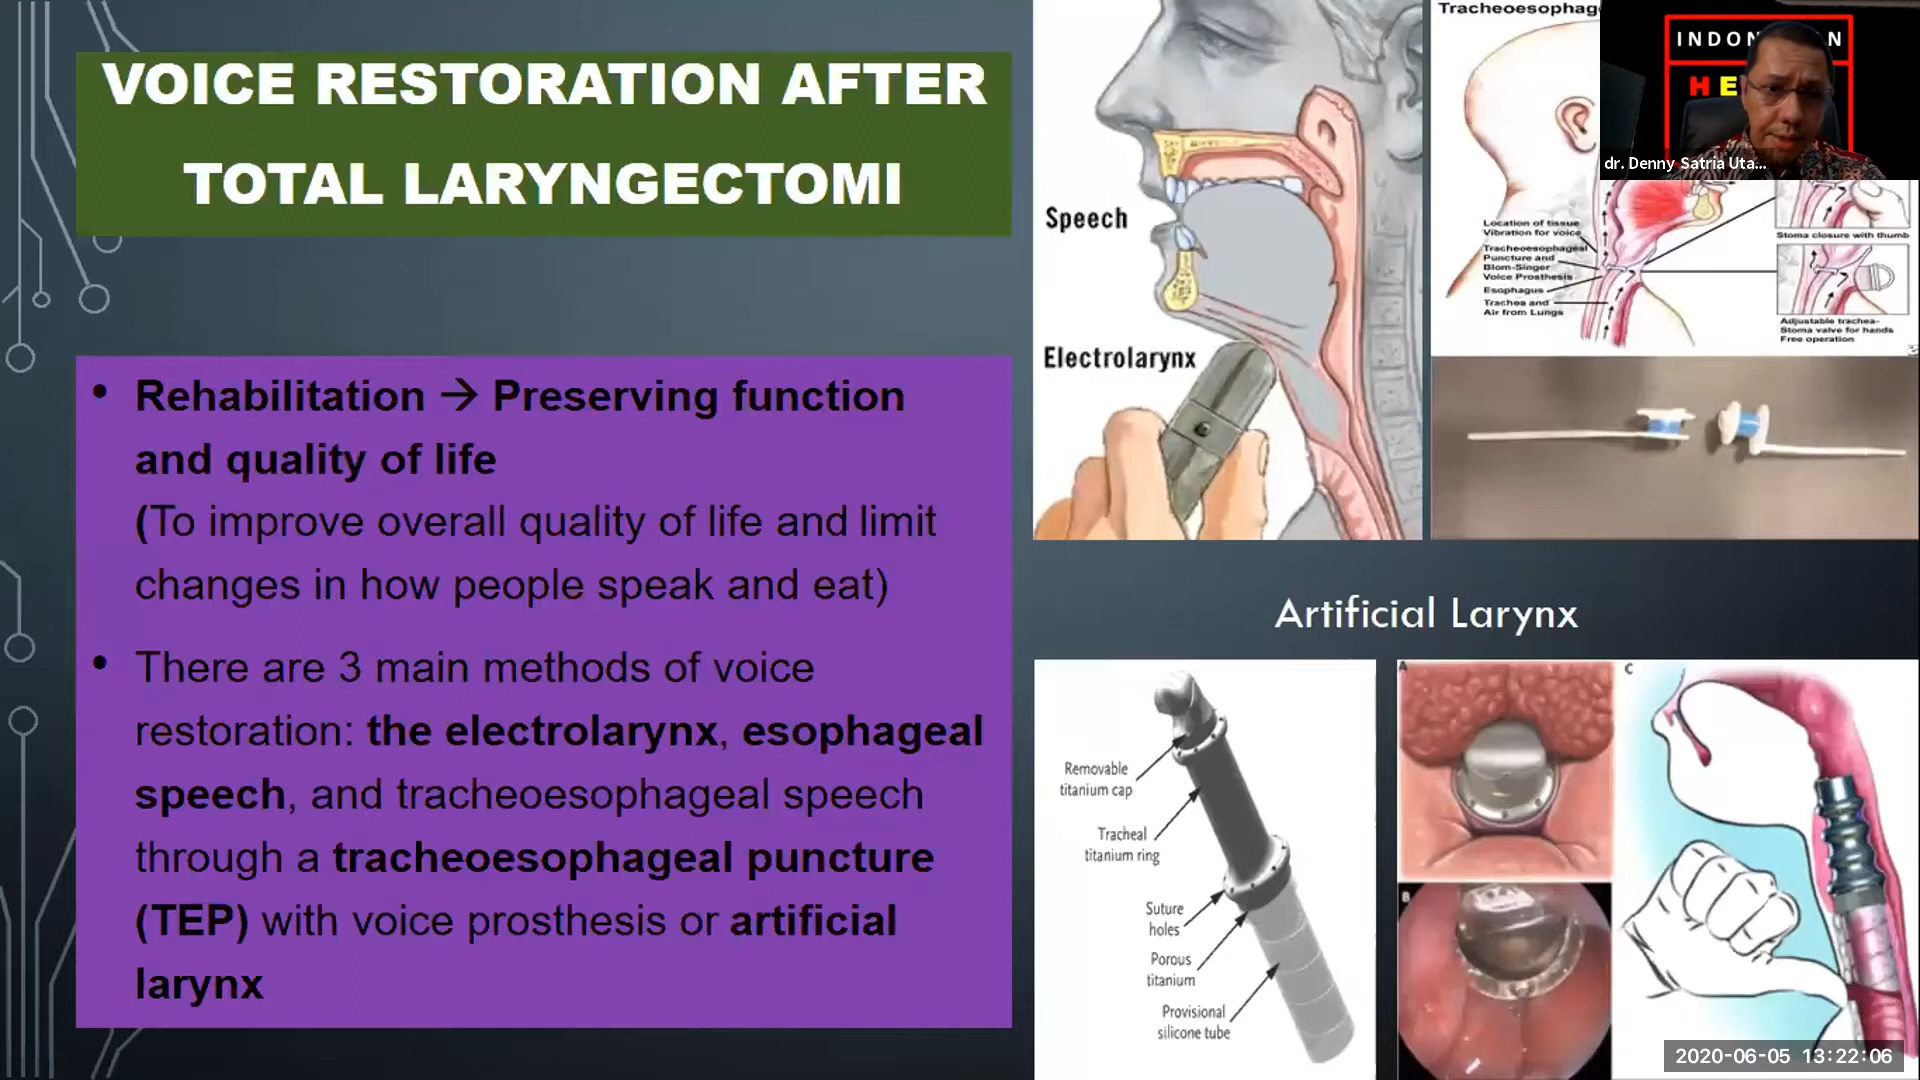 VOICE RESTORATION AFTER
TOTAL LARYNGECTOMI
• Rehabilitation → Preserving function
and quality of life
(To improve overall quality of life and limit
changes in how people speak and eat)
• There are 3 main methods of voice
restoration: the electrolarynx, esophageal
speech, and tracheoesophageal speech
through a tracheoesophageal puncture
(TEP) with voice prosthesis or artificial
larynx
Speech
Electrolarynx
Location of tissue
Vibration for voice
Tracheoesophageal
Puncture and
Blom-Singer
Voice Prosthesis
Esophagus
Trachea and
Air from Lungs
Stoma closure with thumb
Adjustable trachea-
Stoma valve for hands
Free operation
dr. Denny Satria Uta...
Artificial Larynx
Removable
titanium cap
Tracheal
titanium ring
Suture
holes
Porous
titanium
Provisional
silicone tube
A
B
C
2020-06-05 13:22:06